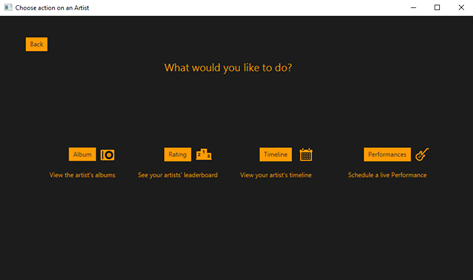 Choose action on an Artist
Back
What would you like to do?
Album
Rating
Timeline
Performances
View the artist's albums
See your artists' leaderboard
View your artist's timeline
Schedule a live Performance